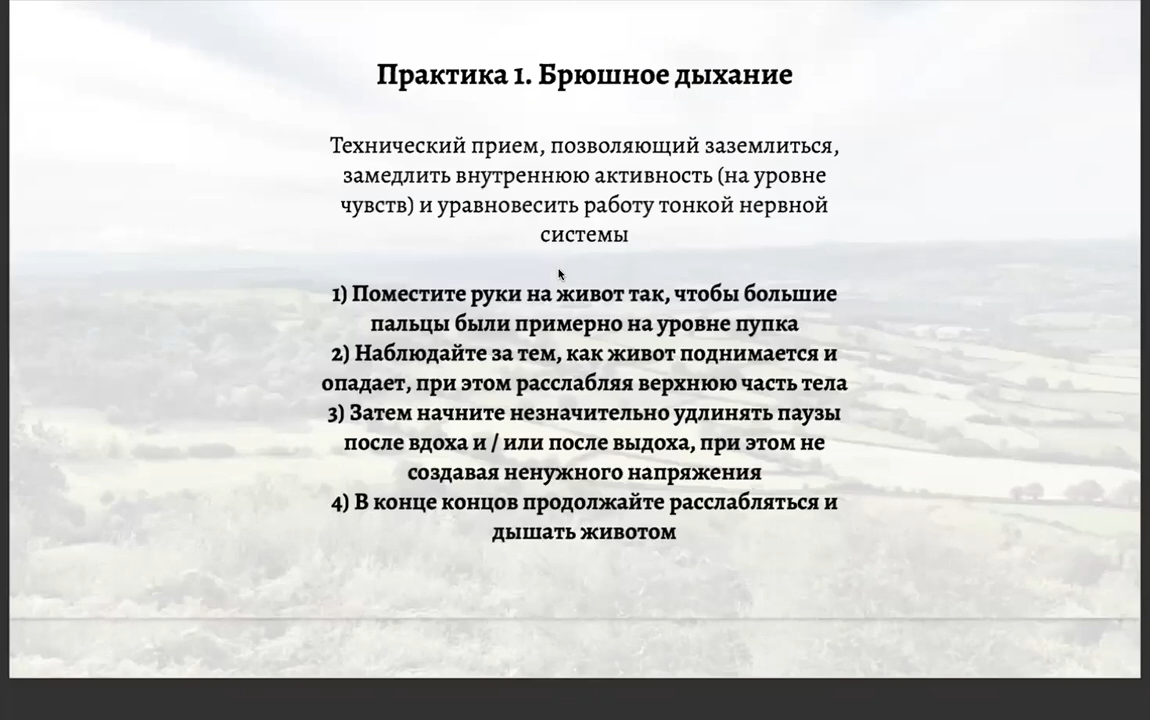 Практика 1. Брюшное дыхание
Технический прием, позволяющий заземлиться,
замедлить внутреннюю активность (на уровне
чувств) и уравновесить работу тонкой нервной
системы
1) Поместите руки на живот так, чтобы большие
пальцы были примерно на уровне пупка
2) Наблюдайте за тем, как живот поднимается и
опадает, при этом расслабляя верхнюю часть тела
3) Затем начните незначительно удлинять паузы
после вдоха и / или после выдоха, при этом не
создавая ненужного напряжения
4) В конце концов продолжайте расслабляться и
дышать животом